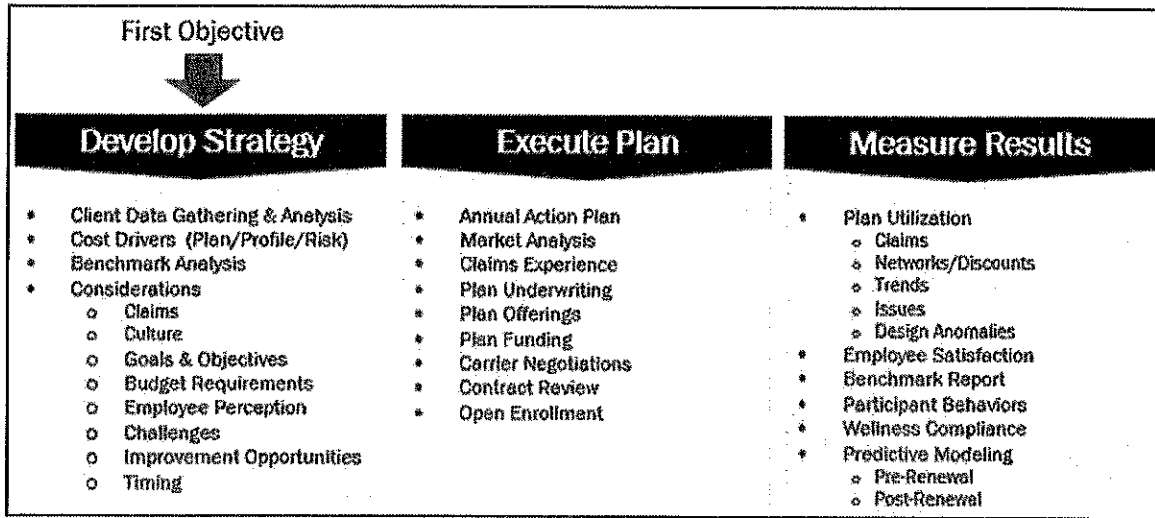 First Objective
Develop Strategy
• Client Data Gathering & Analysis
• Cost Drivers (Plan/Profile/Risk)
• Benchmark Analysis
• Considerations
o Claims
o Culture
o Goals & Objectives
o Budget Requirements
o Employee Perception
o Challenges
o Improvement Opportunities
o Timing
Execute Plan
• Annual Action Plan
• Market Analysis
• Claims Experience
• Plan Underwriting
• Plan Offerings
• Plan Funding
• Carrier Negotiations
• Contract Review
• Open Enrollment
Measure Results
• Plan Utilization
o Claims
o Networks/Discounts
o Trends
o Issues
o Design Anomalies
• Employee Satisfaction
• Benchmark Report
• Participant Behaviors
• Wellness Compliance
• Predictive Modeling
o Pre-Renewal
o Post-Renewal